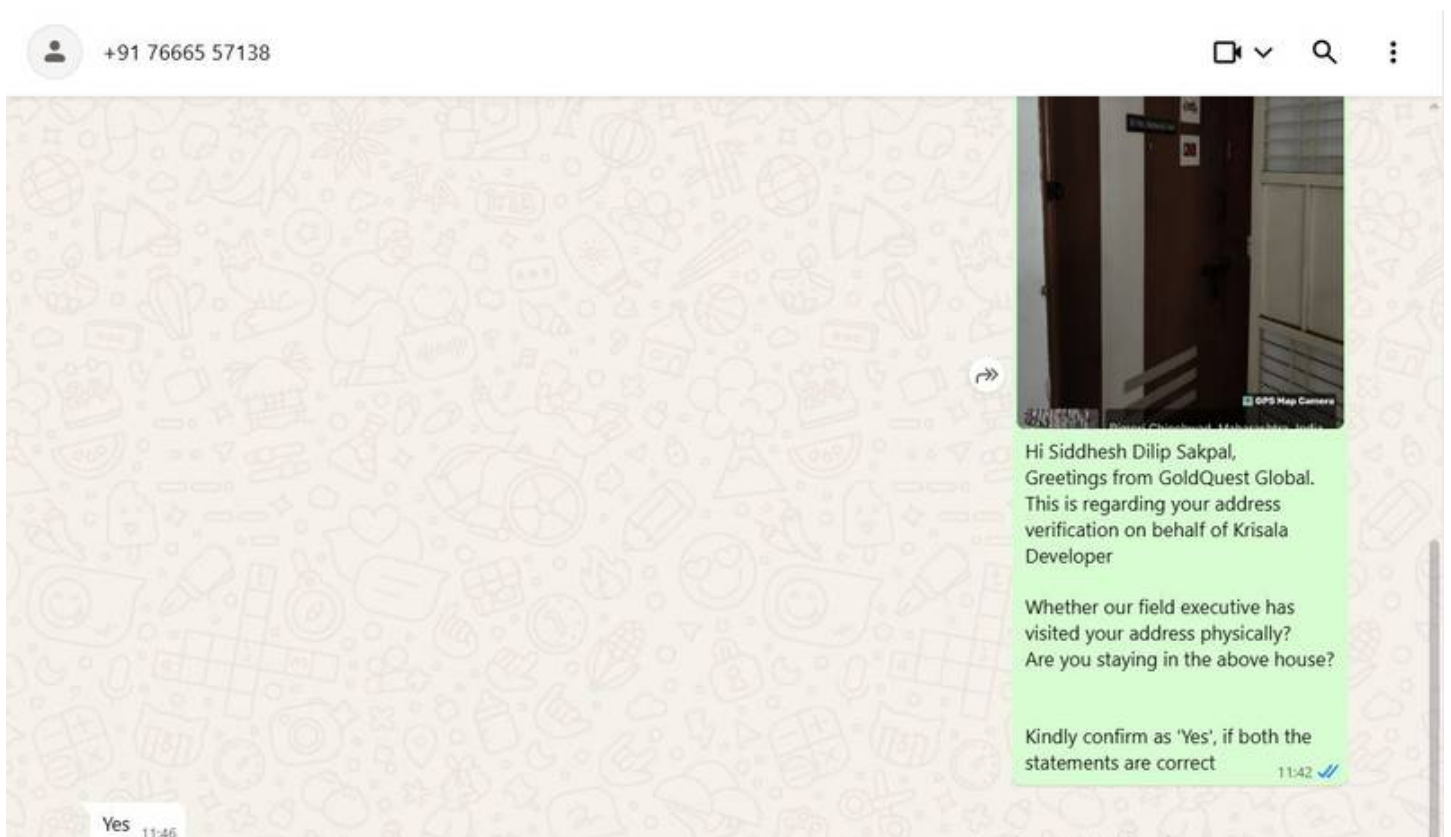 +91 76665 57138
GPS Map Camera
Hi Siddhesh Dilip Sakpal,
Greetings from GoldQuest Global.
This is regarding your address
verification on behalf of Krisala
Developer
Whether our field executive has
visited your address physically?
Are you staying in the above house?
Kindly confirm as 'Yes', if both the
statements are correct
11:42
Yes 11:46